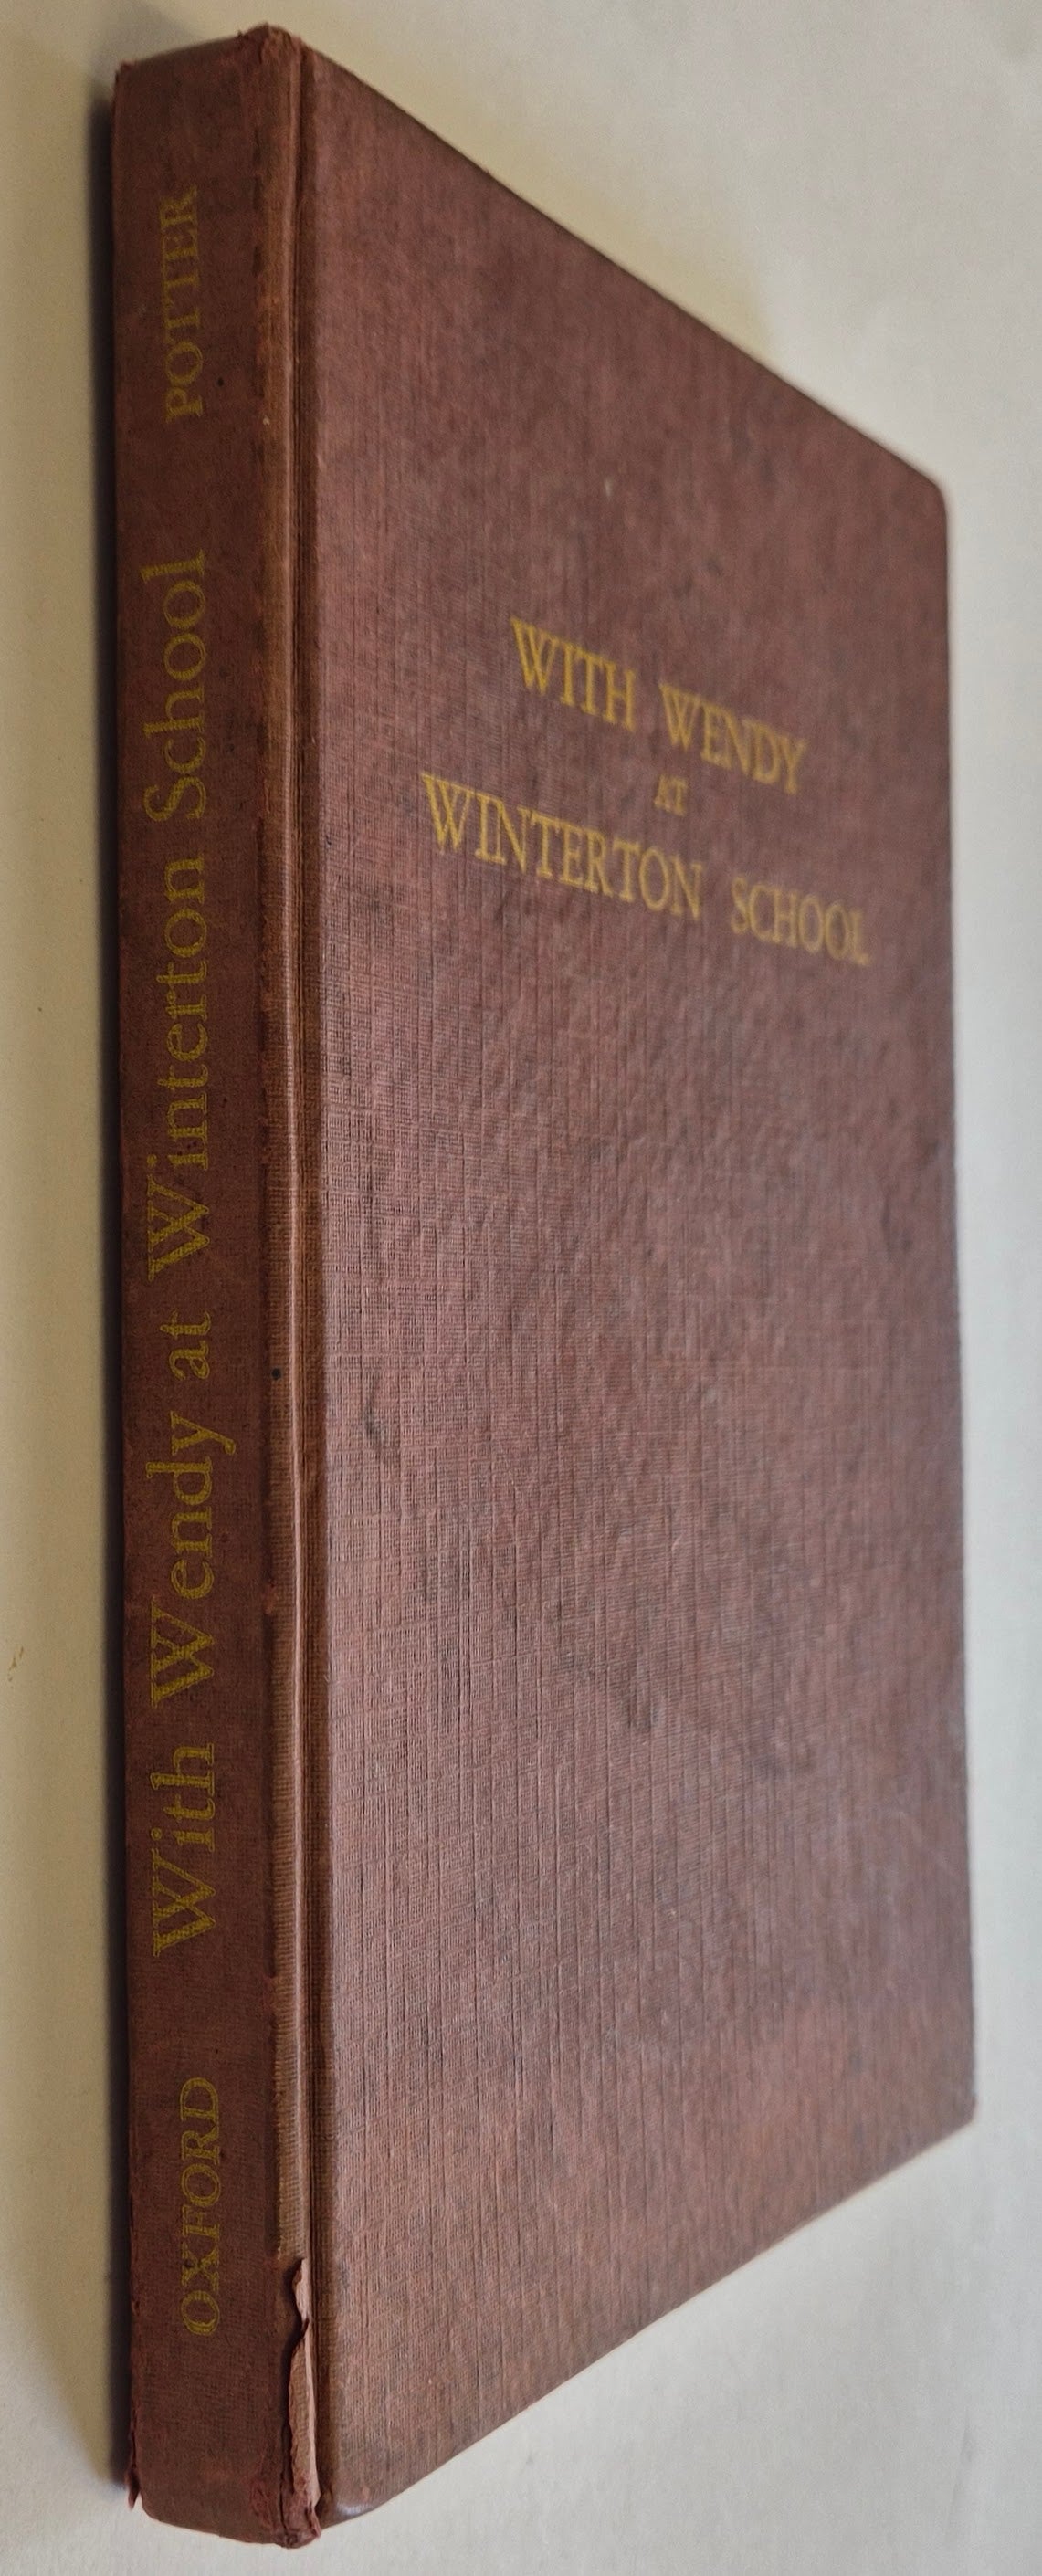 POTTER
With Wendy at Winterton School
OXFORD
WITH WENDY
AT
WINTERTON SCHOOL